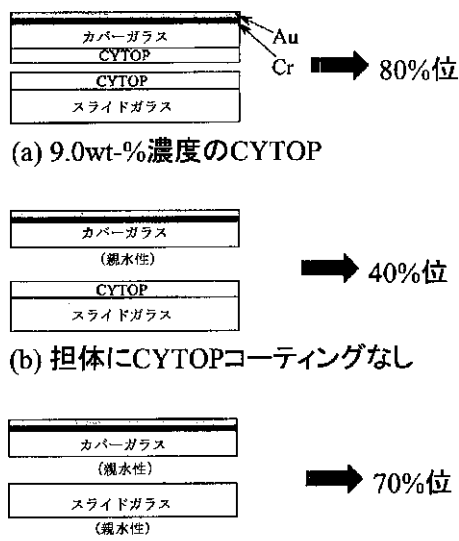 カバーガラス
CYTOP
Au
Cr
80%位
CYTOP
スライドガラス
(a) 9.0wt-%濃度のCYTOP
カバーガラス
(親水性)
40%位
CYTOP
スライドガラス
(b) 担体にCYTOPコーティングなし
カバーガラス
(親水性)
70%位
スライドガラス
(親水性)